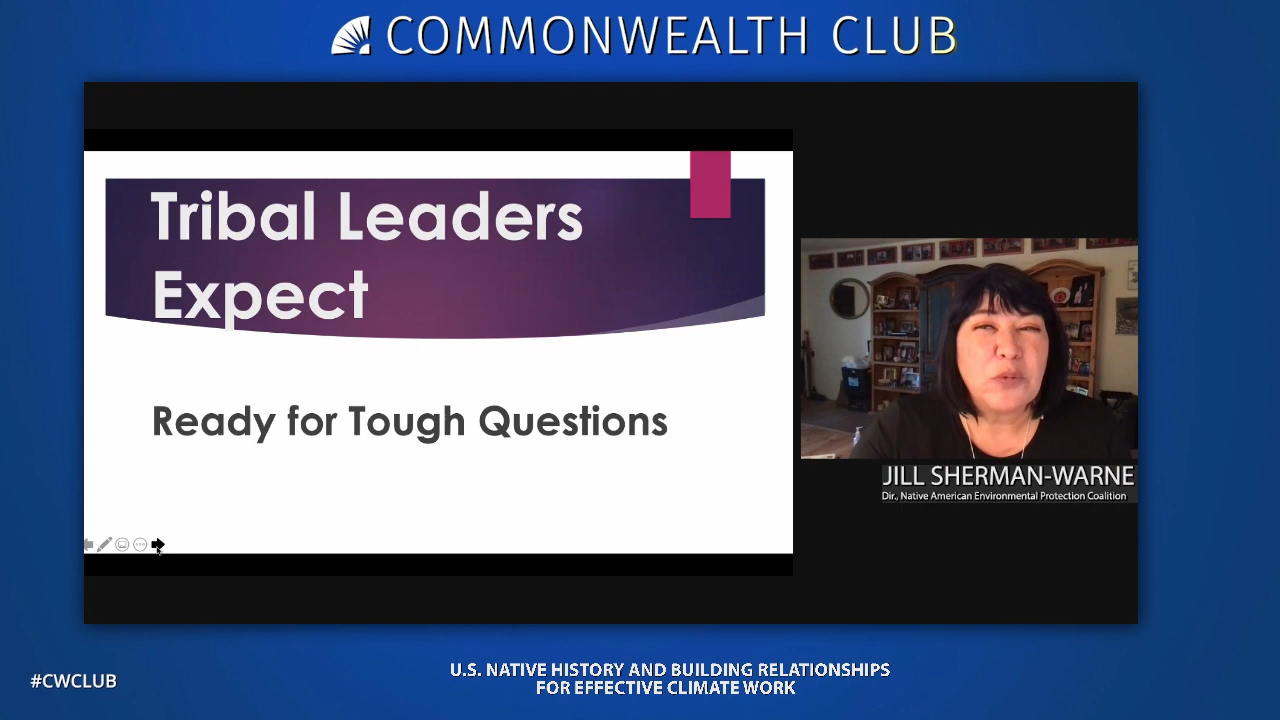 COMMONWEALTH CLUB
Tribal Leaders
Expect
Ready for Tough Questions
JILL SHERMAN-WARNE
Dir., Native American Environmental Protection Coalition
#CWCLUB
U.S. NATIVE HISTORY AND BUILDING RELATIONSHIPS
FOR EFFECTIVE CLIMATE WORK